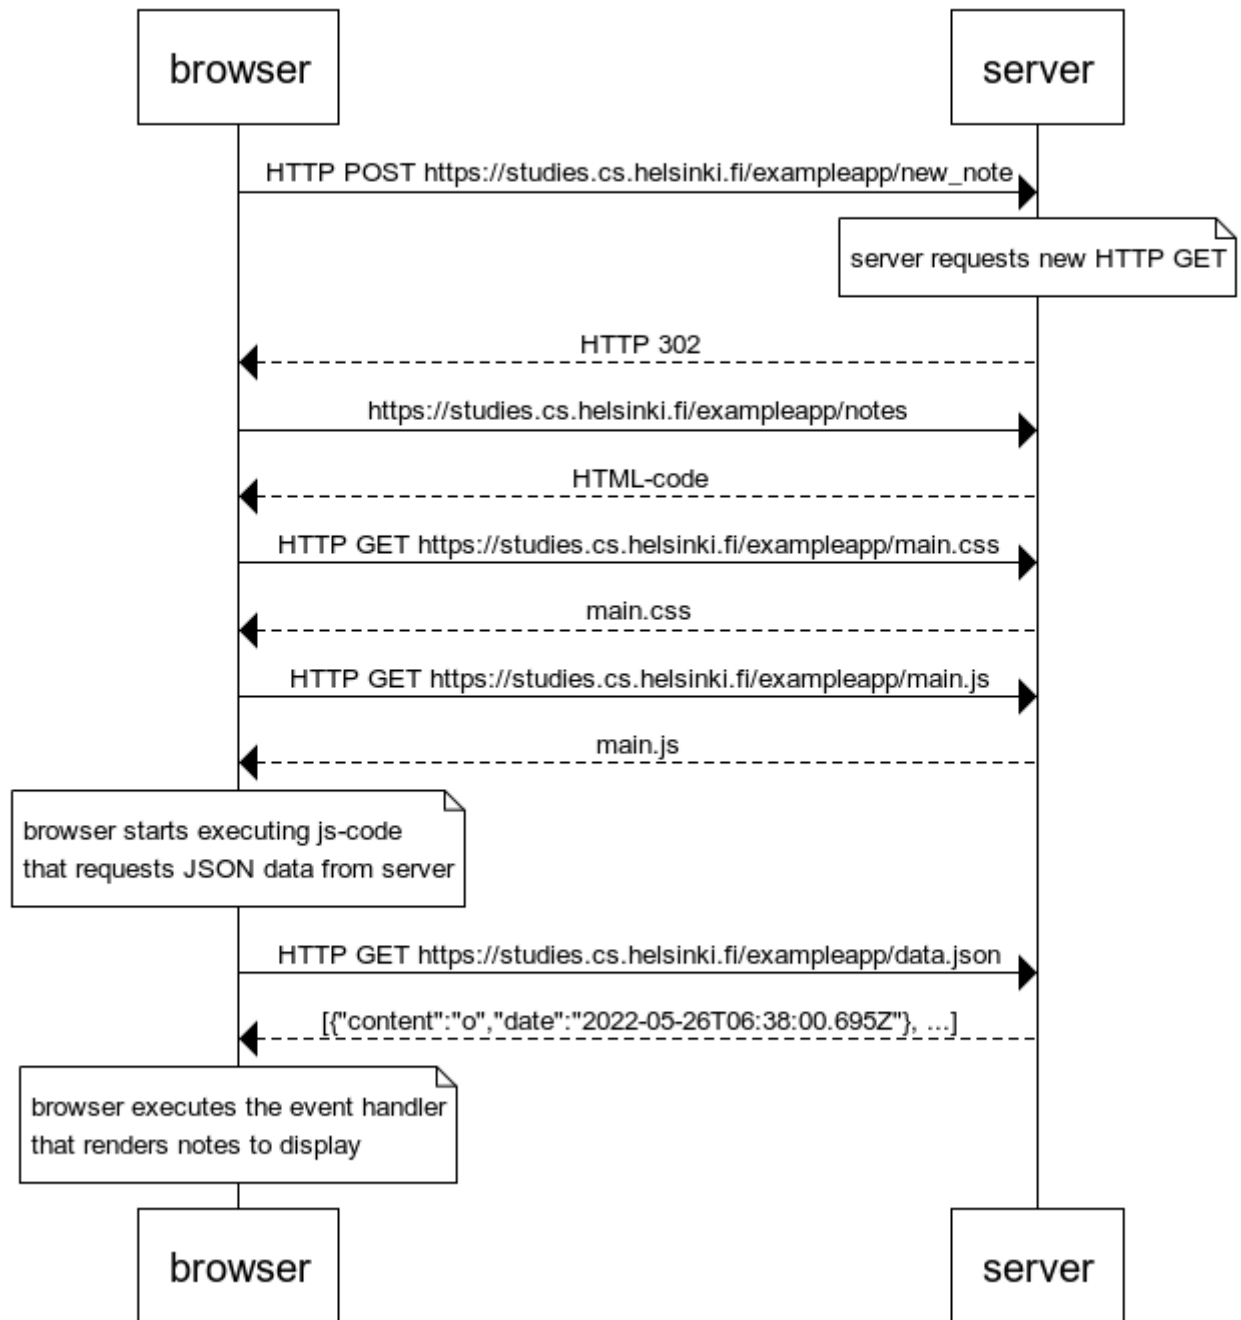 browser
server
HTTP POST https://studies.cs.helsinki.fi/exampleapp/new_note
server requests new HTTP GET
HTTP 302
https://studies.cs.helsinki.fi/exampleapp/notes
HTML-code
HTTP GET https://studies.cs.helsinki.fi/exampleapp/main.css
main.css
HTTP GET https://studies.cs.helsinki.fi/exampleapp/main.js
main.js
browser starts executing js-code
that requests JSON data from server
HTTP GET https://studies.cs.helsinki.fi/exampleapp/data.json
[{"content":"o","date":"2022-05-26T06:38:00.695Z"}, ...]
browser executes the event handler
that renders notes to display
browser
server